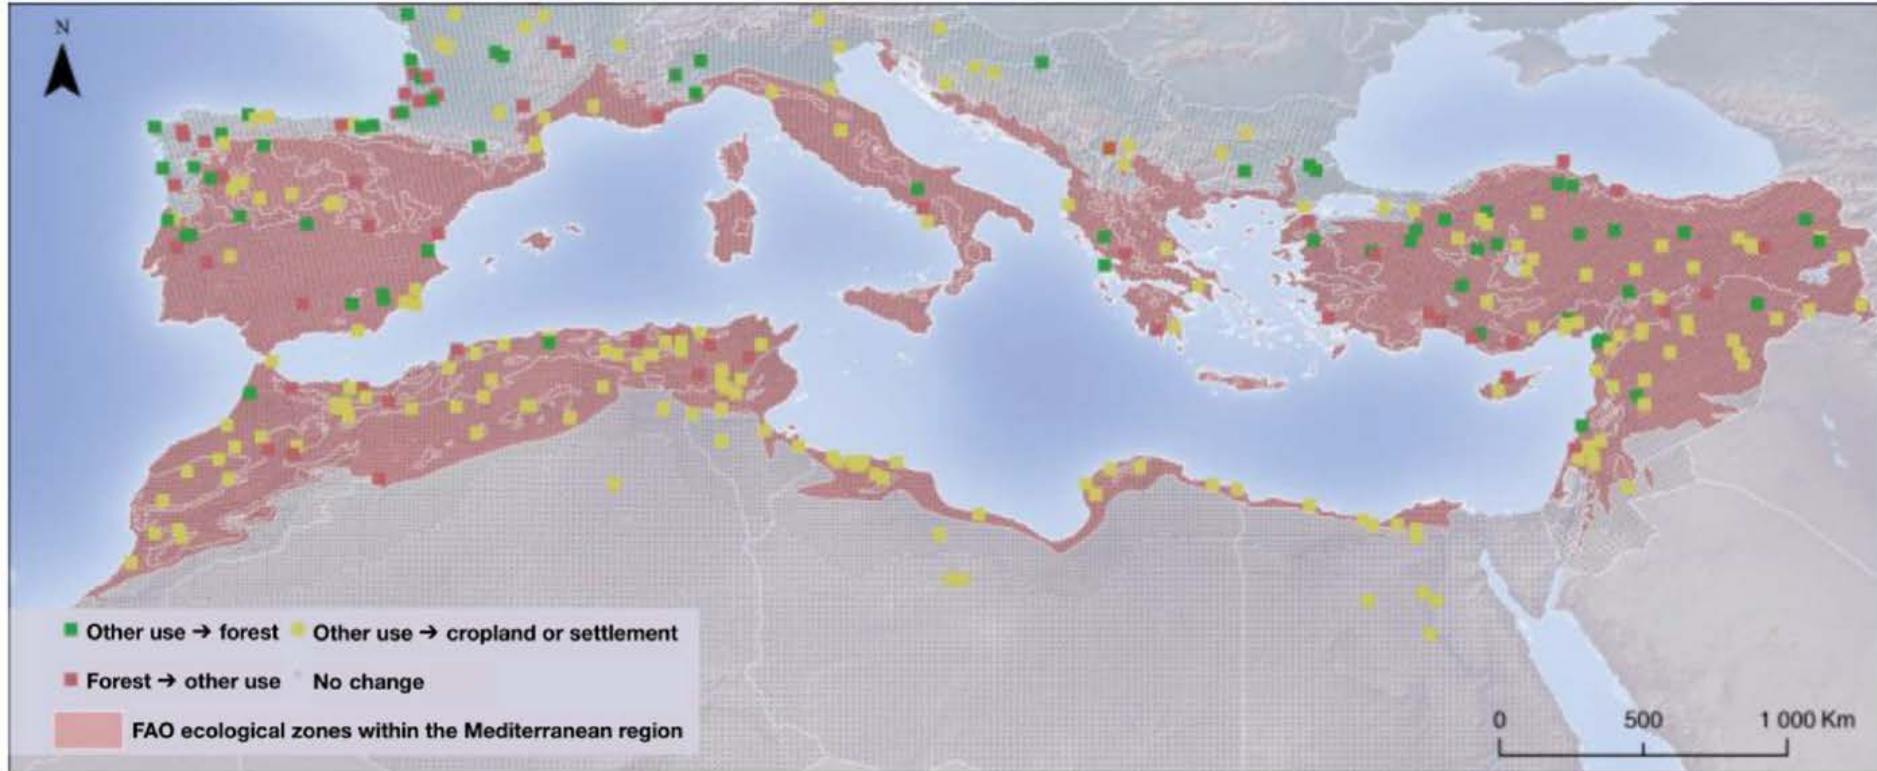 N
Other use → forest
Other use → cropland or settlement
Forest → other use
No change
FAO ecological zones within the Mediterranean region
0 500 1 000 Km